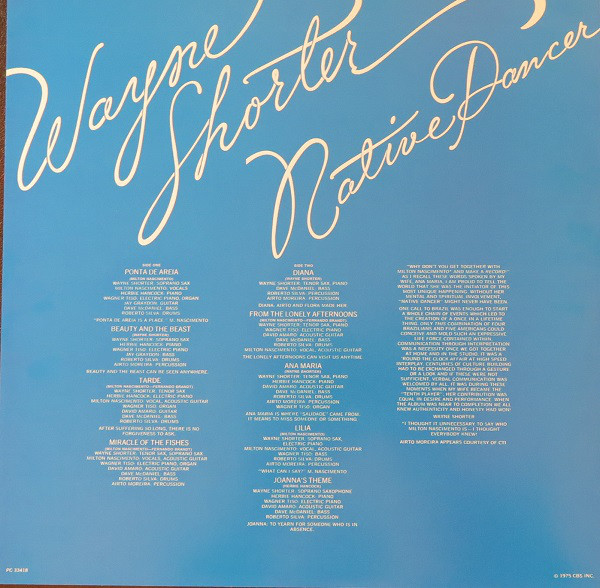 Wayne
Shorter
Native Dancer
SIDE ONE
PONTA DE AREIA
(MILTON NASCIMENTO)
WAYNE SHORTER: SOPRANO SAX
MILTON NASCIMENTO: VOCALS
HERBIE HANCOCK: PIANO
WAGNER TISO: ELECTRIC PIANO, ORGAN
JAY GRAYDON: GUITAR
DAVE McDANIEL: BASS
ROBERTO SILVA: DRUMS
"PONTA DE AREIA IS A PLACE" M. NASCIMENTO
BEAUTY AND THE BEAST
(WAYNE SHORTER)
WAYNE SHORTER: SOPRANO SAX
HERBIE HANCOCK: PIANO
WAGNER TISO: ELECTRIC PIANO
JAY GRAYDON: BASS
ROBERTO SILVA: DRUMS
AIRTO MOREIRA: PERCUSSION
BEAUTY AND THE BEAST CAN BE SEEN ANYWHERE.
TARDE
(MILTON NASCIMENTO-FERNANDO BRANDT)
WAYNE SHORTER: TENOR SAX
HERBIE HANCOCK: ELECTRIC PIANO
MILTON NASCIMENTO: VOCAL, ACOUSTIC GUITAR
WAGNER TISO: ORGAN
DAVID AMARO: GUITAR
DAVE McDANIEL: BASS
ROBERTO SILVA: DRUMS
AFTER SUFFERING SO LONG, THERE IS NO
FORGIVENESS TO ASK.
MIRACLE OF THE FISHES
(MILTON NASCIMENTO-FERNANDO BRANDT)
WAYNE SHORTER: TENOR SAX
MILTON NASCIMENTO: VOCALS, ACOUSTIC GUITAR
WAGNER TISO: ELECTRIC PIANO, ORGAN
DAVID AMARO: ACOUSTIC GUITAR
DAVE McDANIEL: BASS
ROBERTO SILVA: DRUMS
AIRTO MOREIRA: PERCUSSION
SIDE TWO
DIANA
(WAYNE SHORTER)
WAYNE SHORTER: TENOR SAX, PIANO
HERBIE HANCOCK: PIANO
DAVE McDANIEL: BASS
ROBERTO SILVA: PERCUSSION
AIRTO MOREIRA: PERCUSSION
DIANA, AIRTO AND FLORA MADE HER
FROM THE LONELY AFTERNOONS
(MILTON NASCIMENTO-FERNANDO BRANDT)
WAYNE SHORTER: TENOR SAX, PIANO
WAGNER TISO: ELECTRIC PIANO
DAVID AMARO: ACOUSTIC GUITAR
DAVE McDANIEL: BASS
ROBERTO SILVA: DRUMS
MILTON NASCIMENTO: VOCAL, ACOUSTIC GUITAR
THE LONELY AFTERNOONS CAN VISIT US ANYTIME.
ANA MARIA
(WAYNE SHORTER)
WAYNE SHORTER: TENOR SAX, PIANO
HERBIE HANCOCK: PIANO
DAVID AMARO: ACOUSTIC GUITAR
DAVE McDANIEL: BASS
ROBERTO SILVA: DRUMS
AIRTO MOREIRA: PERCUSSION
WAGNER TISO: ORGAN
ANA MARIA IS WHERE "SAUDADE" CAME FROM.
IT MEANS TO MISS SOMEONE OR SOMETHING
LILIA
(MILTON NASCIMENTO)
WAYNE SHORTER: SOPRANO SAX,
ELECTRIC PIANO
MILTON NASCIMENTO: VOCAL, ACOUSTIC GUITAR
WAGNER TISO: ORGAN
ROBERTO SILVA: DRUMS
AIRTO MOREIRA: PERCUSSION
"WHAT CAN I SAY?" M. NASCIMENTO
JOANNA'S THEME
(HERBIE HANCOCK)
WAYNE SHORTER: SOPRANO SAXOPHONE
HERBIE HANCOCK: PIANO
WAGNER TISO: ELECTRIC PIANO
DAVID AMARO: ACOUSTIC GUITAR
DAVE McDANIEL: BASS
ROBERTO SILVA: DRUMS
JOANNA: TO YEARN FOR SOMEONE WHO IS IN
ABSENCE.
"WHY DON'T YOU GET TOGETHER WITH
MILTON NASCIMENTO" AND MAKE A RECORD?"
AS I RECALL THESE WORDS SPOKEN BY MY
WIFE, ANA MARIA, I AM PROUD TO TELL THE
WORLD THAT SHE WAS THE INITIATOR OF THIS
MOST UNIQUE HAPPENING. WITHOUT HER
MENTAL AND SPIRITUAL INVOLVEMENT,
"NATIVE DANCER" MIGHT NEVER HAVE BEEN.
ONE CALL TO BRAZIL WAS ENOUGH TO START
A WHOLE CHAIN OF EVENTS WHICH LED TO
THE CREATION OF A ONCE IN A LIFETIME
THING. ONLY THIS COMBINATION OF FOUR
BRAZILIANS AND FIVE AMERICANS COULD
CONCEIVE AND MOLD SUCH AN EXPRESSIVE
LIFE FORCE CONTAINED WITHIN.
COMMUNICATION THROUGH INTERPRETATION
WAS A NECESSITY ONCE WE GOT TOGETHER
AT HOME AND IN THE STUDIO. IT WAS A
'ROUND THE CLOCK AFFAIR AT HIGH SPEED
INTERPLAY. CENTURIES OF CULTURE BUILDING
HAD TO BE EXCHANGED THROUGH A GESTURE
OR A LOOK AND IF THESE WERE NOT
SUFFICIENT, VERBAL COMMUNICATION WAS
WELCOMED BY ALL. IT WAS DURING THESE
MOMENTS WHEN MY WIFE BECAME THE
"TENTH PLAYER". HER CONTRIBUTION WAS
EQUAL IN DESIRE AND PERFORMANCE. WHEN
THE ALBUM WAS NEAR TO COMPLETION WE ALL
KNEW AUTHENTICITY AND HONESTY HAD WON!
WAYNE SHORTER
"I THOUGHT IT UNNECESSARY TO SAY WHO
MILTON NASCIMENTO IS—I THOUGHT
EVERYBODY KNEW!
AIRTO MOREIRA APPEARS COURTESY OF CTI
PC 33418
© 1975 CBS, INC.